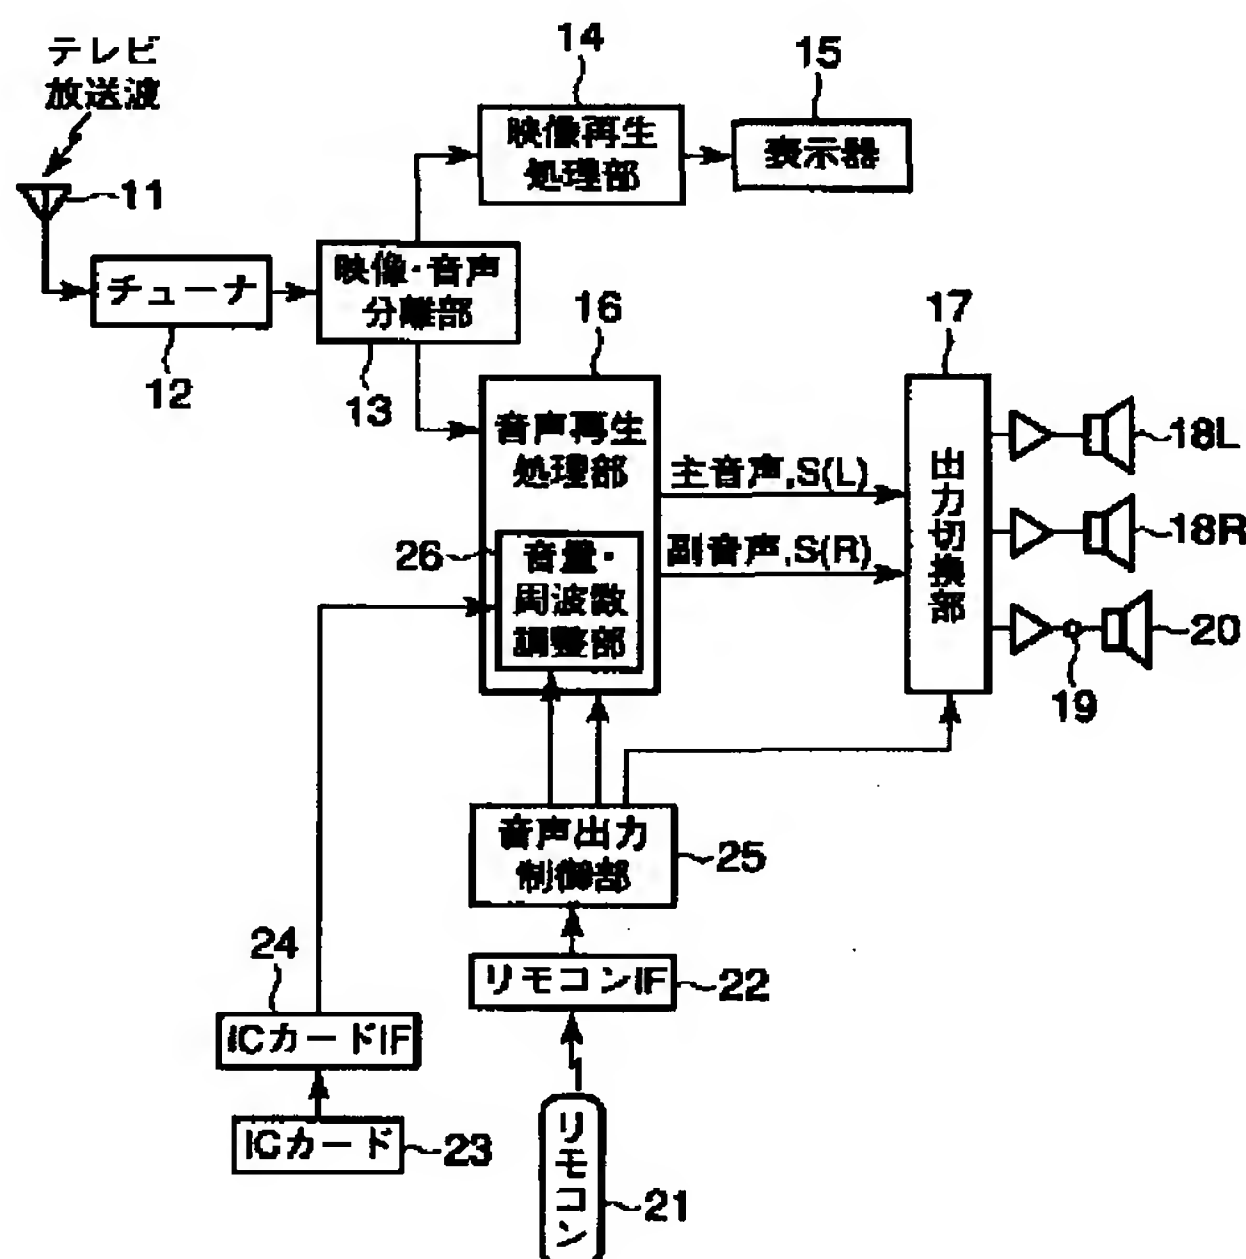 テレビ
放送波
11
チューナ
12
映像・音声
分離部
13
14
映像再生
処理部
15
表示器
16
音声再生
処理部
26
音量・
周波数
調整部
主音声,S(L)
副音声,S(R)
17
出力切換部
18L
18R
19
20
音声出力
制御部
25
リモコンIF
22
24
ICカードIF
ICカード
23
リモコン
21